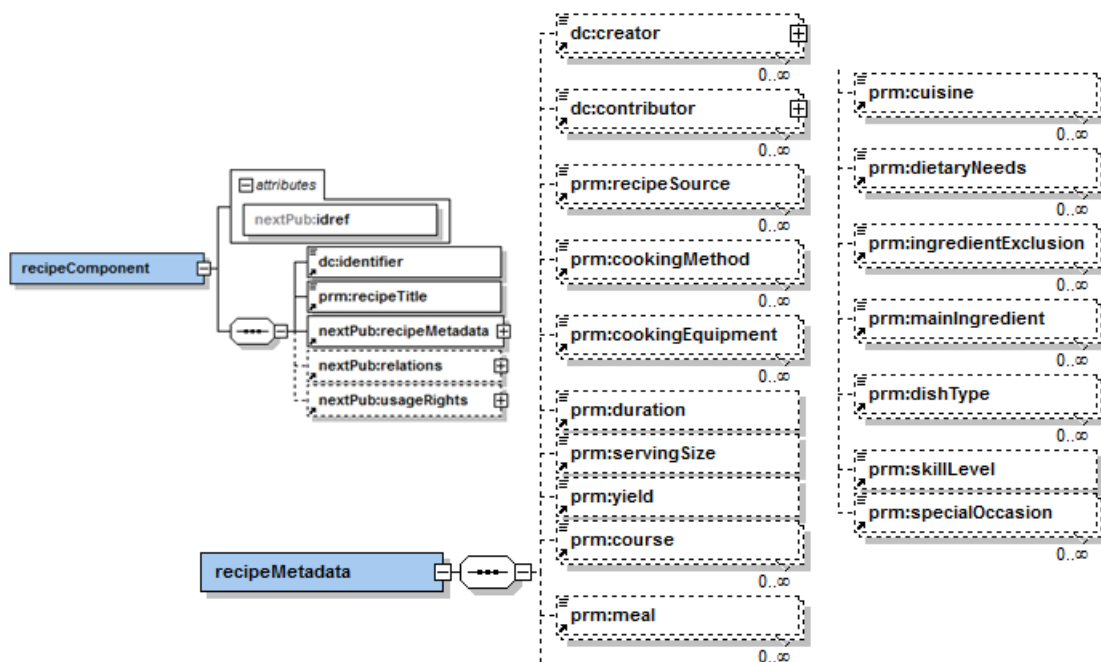 recipeComponent
attributes
nextPub:idref
dc:identifier
prm:recipeTitle
nextPub:recipeMetadata
nextPub:relations
nextPub:usageRights
recipeMetadata
dc:creator
0..∞
dc:contributor
0..∞
prm:recipeSource
0..∞
prm:cookingMethod
0..∞
prm:cookingEquipment
0..∞
prm:duration
prm:servingSize
prm:yield
prm:course
0..∞
prm:meal
0..∞
prm:cuisine
0..∞
prm:dietaryNeeds
0..∞
prm:ingredientExclusion
0..∞
prm:mainIngredient
0..∞
prm:dishType
0..∞
prm:skillLevel
prm:specialOccasion
0..∞